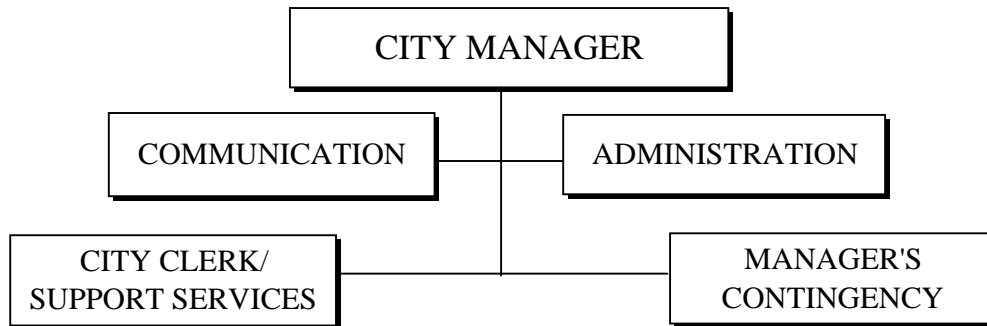 CITY MANAGER
COMMUNICATION
ADMINISTRATION
CITY CLERK/
SUPPORT SERVICES
MANAGER'S
CONTINGENCY